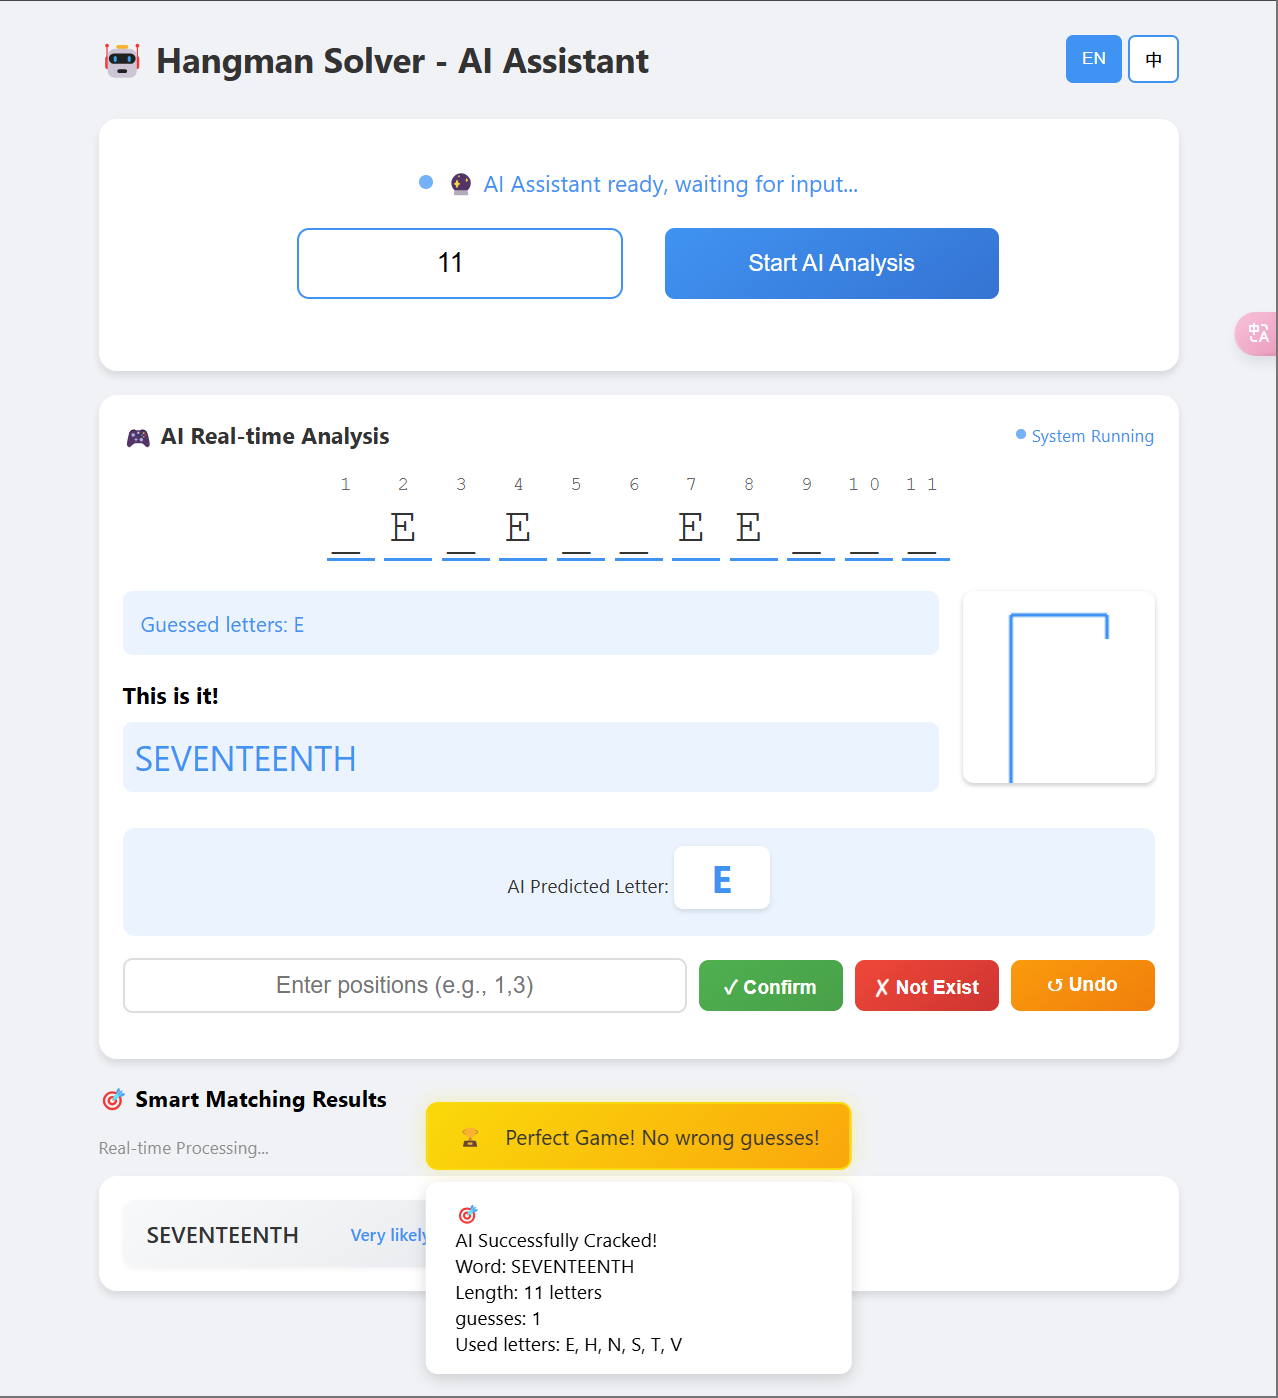 Hangman Solver - AI Assistant
EN 中
AI Assistant ready, waiting for input...
11
Start AI Analysis
AI Real-time Analysis
System Running
1 2 3 4 5 6 7 8 9 10 11
_ E _ E _ _ E E _ _ _
Guessed letters: E
This is it!
SEVENTEENTH
AI Predicted Letter: E
Enter positions (e.g., 1,3)
✓ Confirm
✗ Not Exist
↺ Undo
Smart Matching Results
Perfect Game! No wrong guesses!
Real-time Processing...
SEVENTEENTH
Very likely
AI Successfully Cracked!
Word: SEVENTEENTH
Length: 11 letters
guesses: 1
Used letters: E, H, N, S, T, V